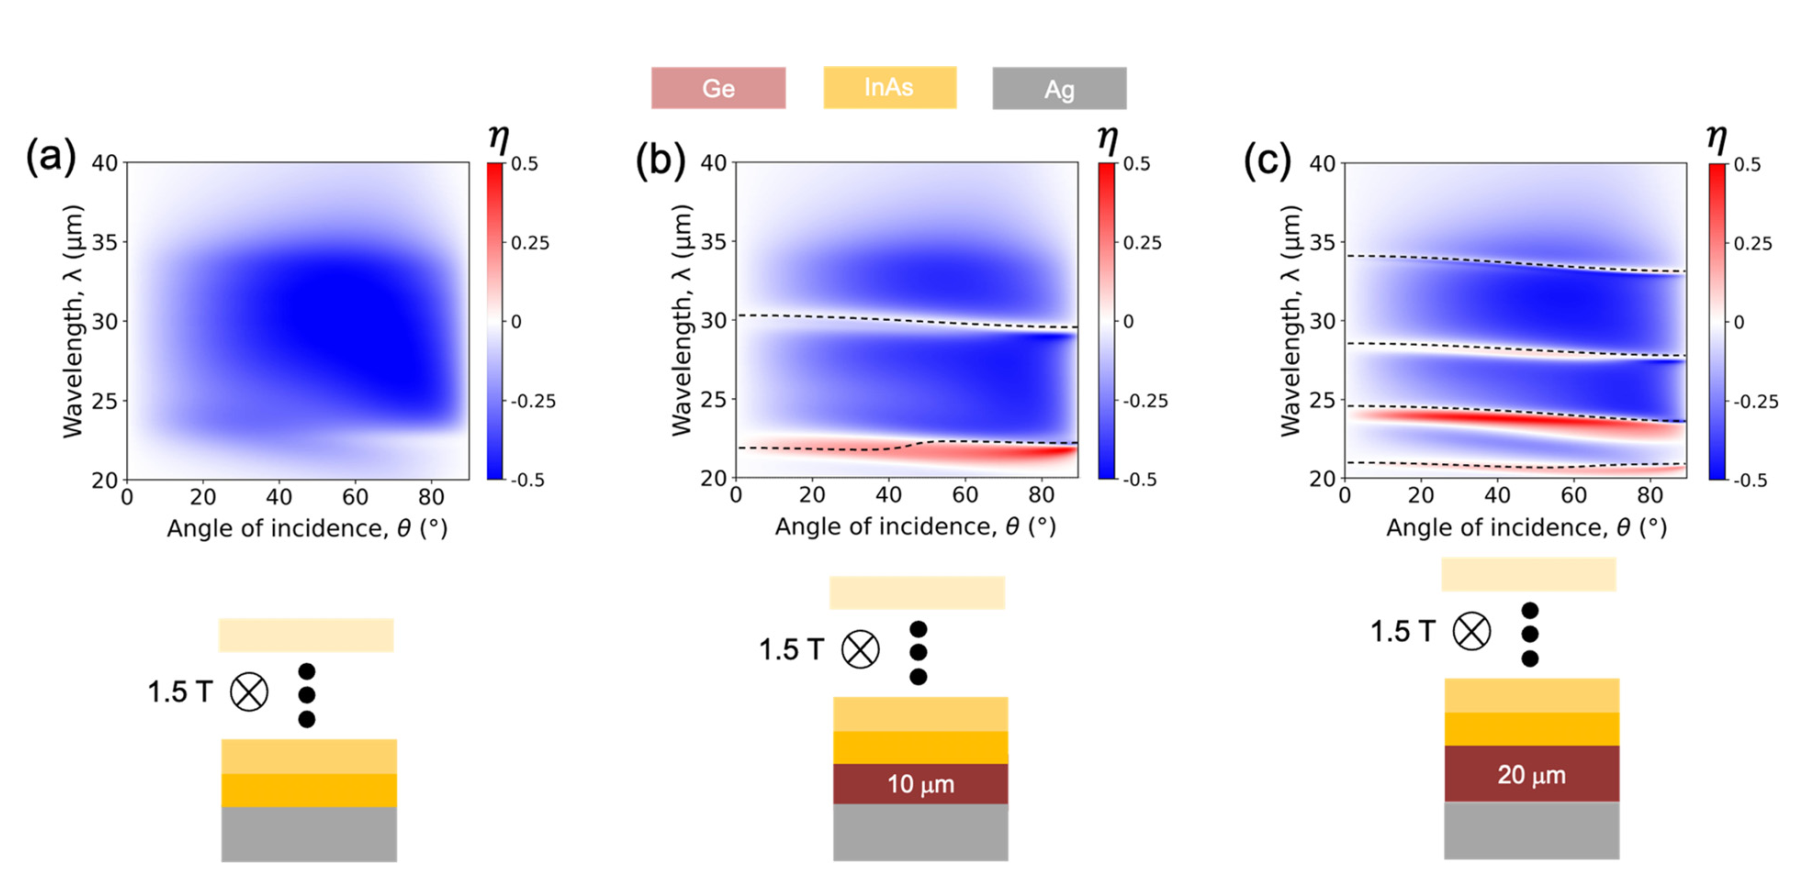 Ge InAs Ag
(a)
η
40
35
30
25
20
0 20 40 60 80
Wavelength, λ (μm)
Angle of incidence, θ (°)
0.5
0.25
0
-0.25
-0.5
1.5 T
(b)
η
40
35
30
25
20
0 20 40 60 80
Wavelength, λ (μm)
Angle of incidence, θ (°)
0.5
0.25
0
-0.25
-0.5
1.5 T
10 μm
(c)
η
40
35
30
25
20
0 20 40 60 80
Wavelength, λ (μm)
Angle of incidence, θ (°)
0.5
0.25
0
-0.25
-0.5
1.5 T
20 μm